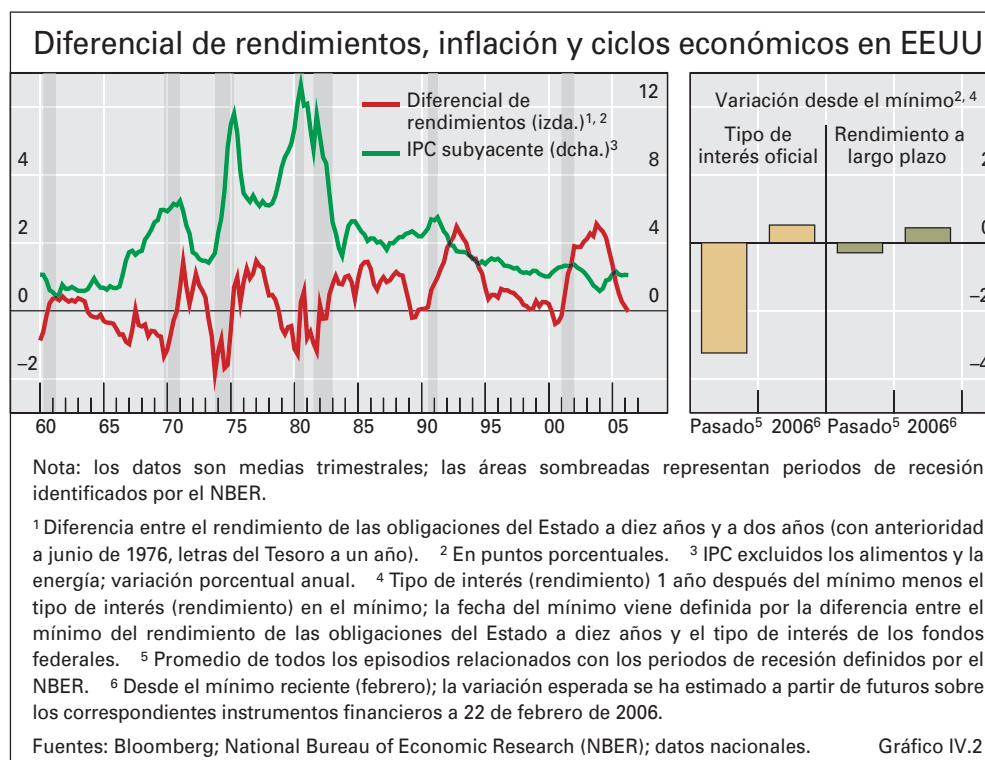 Diferencial de rendimientos, inflación y ciclos económicos en EEUU
12
8
4
0
4
2
0
–2
Diferencial de
rendimientos (izda.)1, 2
IPC subyacente (dcha.)3
60 65 70 75 80 85 90 95 00 05
Variación desde el mínimo2, 4
Tipo de
interés oficial
Rendimiento a
largo plazo
2
0
–2
–4
Pasado5 20066 Pasado5 20066
Nota: los datos son medias trimestrales; las áreas sombreadas representan periodos de recesión
identificados por el NBER.
1 Diferencia entre el rendimiento de las obligaciones del Estado a diez años y a dos años (con anterioridad
a junio de 1976, letras del Tesoro a un año). 2 En puntos porcentuales. 3 IPC excluidos los alimentos y la
energía; variación porcentual anual. 4 Tipo de interés (rendimiento) 1 año después del mínimo menos el
tipo de interés (rendimiento) en el mínimo; la fecha del mínimo viene definida por la diferencia entre el
mínimo del rendimiento de las obligaciones del Estado a diez años y el tipo de interés de los fondos
federales. 5 Promedio de todos los episodios relacionados con los periodos de recesión definidos por el
NBER. 6 Desde el mínimo reciente (febrero); la variación esperada se ha estimado a partir de futuros sobre
los correspondientes instrumentos financieros a 22 de febrero de 2006.
Fuentes: Bloomberg; National Bureau of Economic Research (NBER); datos nacionales. Gráfico IV.2